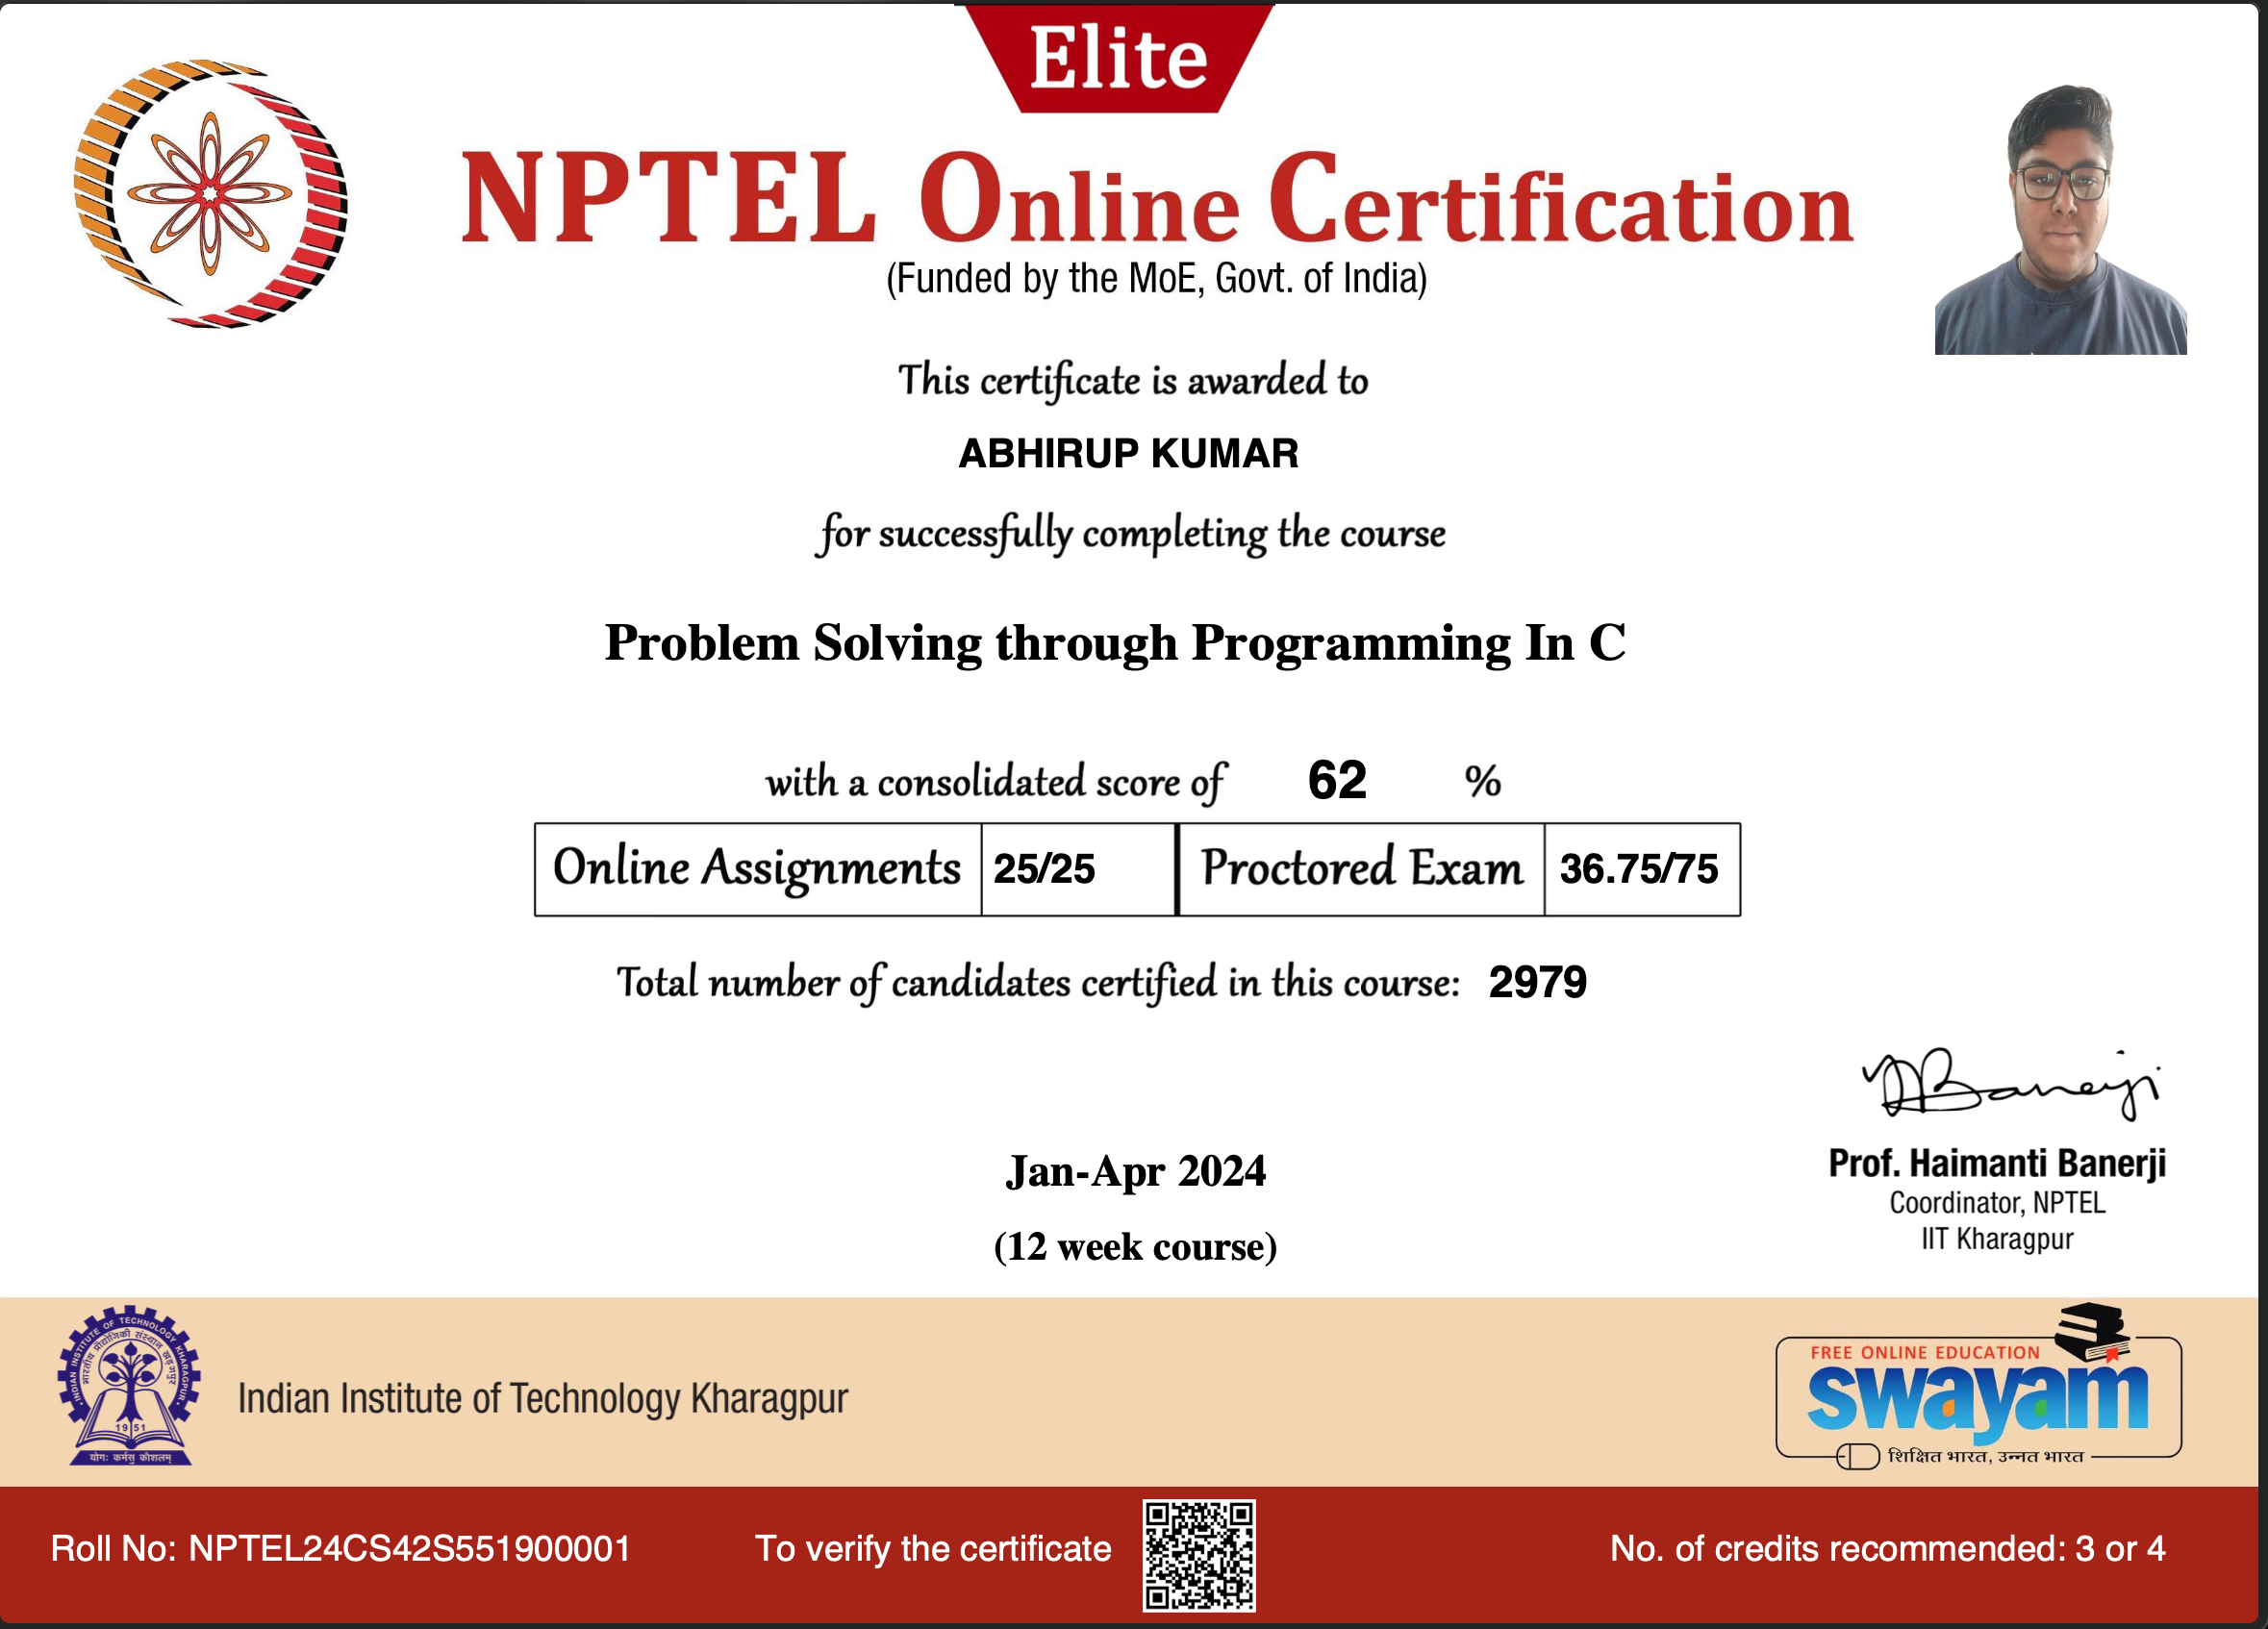 Elite
NPTEL Online Certification
(Funded by the MoE, Govt. of India)
This certificate is awarded to
ABHIRUP KUMAR
for successfully completing the course
Problem Solving through Programming In C
with a consolidated score of 62 %
Online Assignments 25/25 Proctored Exam 36.75/75
Total number of candidates certified in this course: 2979
Banerji
Prof. Haimanti Banerji
Coordinator, NPTEL
IIT Kharagpur
Jan-Apr 2024
(12 week course)
INDIAN INSTITUTE OF TECHNOLOGY KHARAGPUR
भारतीय प्रौद्योगिकी संस्थान खड़गपुर
1951
योगः कर्मसु कौशलम्
Indian Institute of Technology Kharagpur
FREE ONLINE EDUCATION
swayam
शिक्षित भारत, उन्नत भारत
Roll No: NPTEL24CS42S551900001
To verify the certificate
No. of credits recommended: 3 or 4